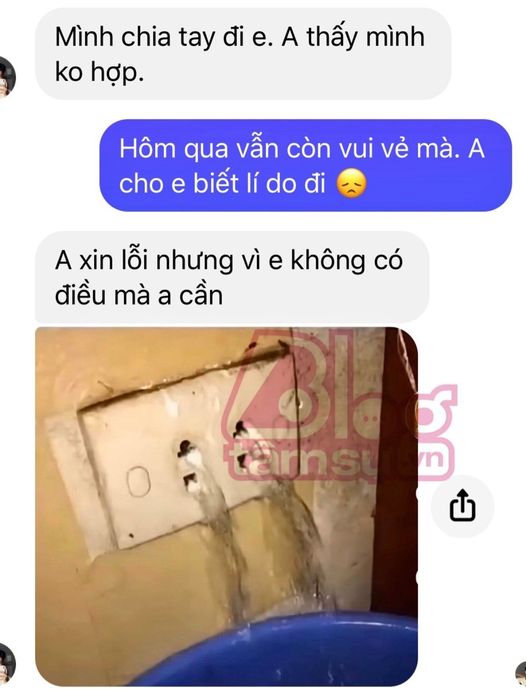 Mình chia tay đi e. A thấy mình
ko hợp.
Hôm qua vẫn còn vui vẻ mà. A
cho e biết lí do đi 😞
A xin lỗi nhưng vì e không có
điều mà a cần
Blog
tamsu.vn